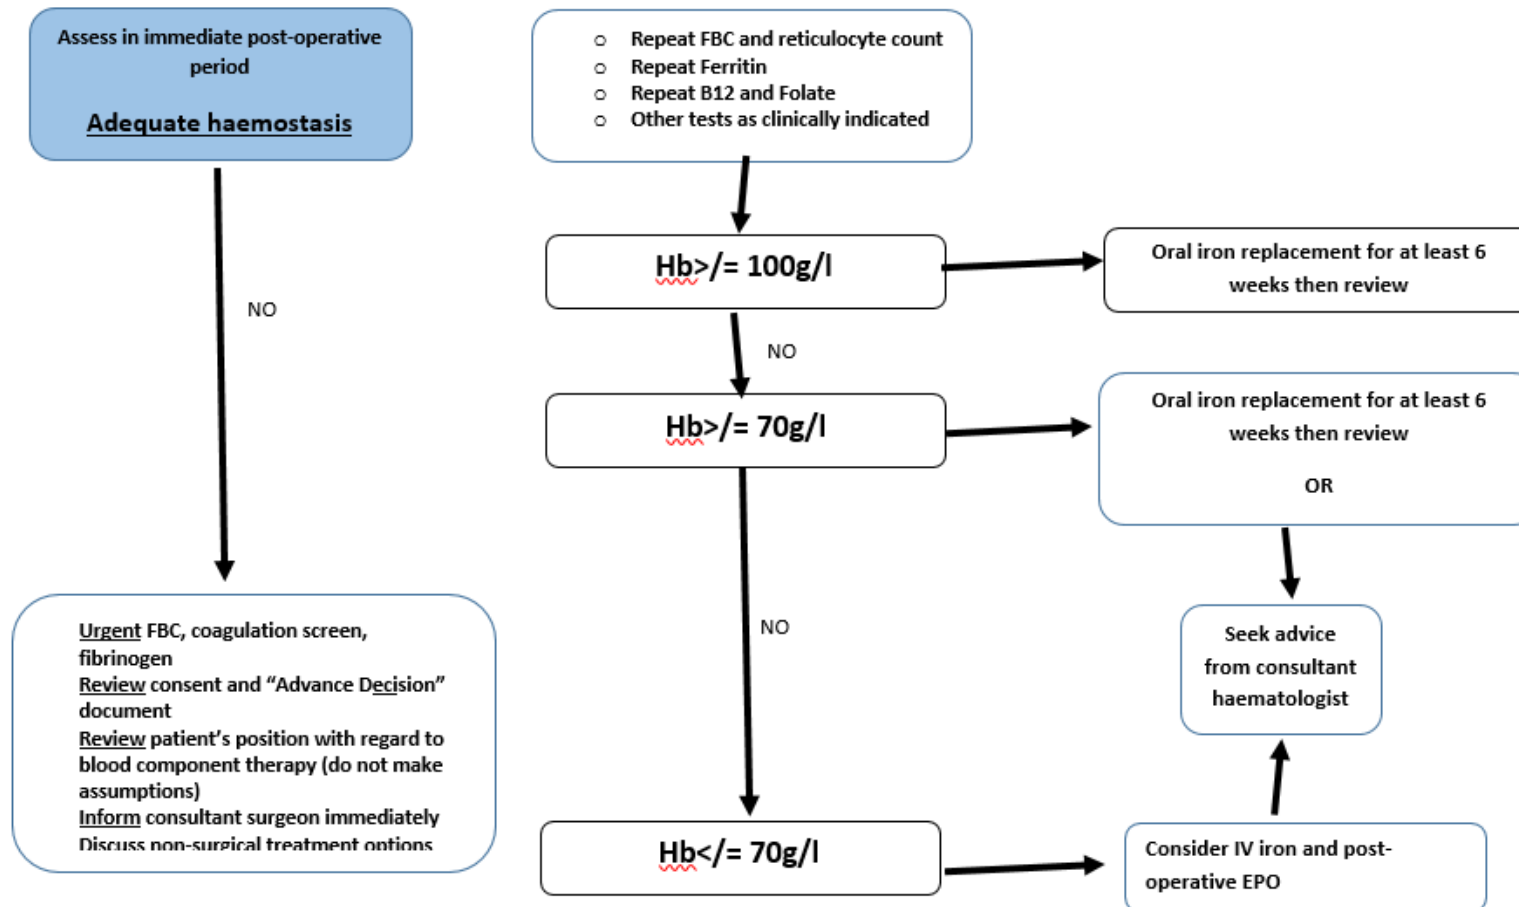 Assess in immediate post-operative
period
Adequate haemostasis
NO
Urgent FBC, coagulation screen,
fibrinogen
Review consent and “Advance Decision”
document
Review patient’s position with regard to
blood component therapy (do not make
assumptions)
Inform consultant surgeon immediately
Discuss non-surgical treatment options
o Repeat FBC and reticulocyte count
o Repeat Ferritin
o Repeat B12 and Folate
o Other tests as clinically indicated
Hb>/= 100g/l
Oral iron replacement for at least 6
weeks then review
NO
Hb>/= 70g/l
Oral iron replacement for at least 6
weeks then review
OR
NO
Seek advice
from consultant
haematologist
Hb</= 70g/l
Consider IV iron and post-
operative EPO